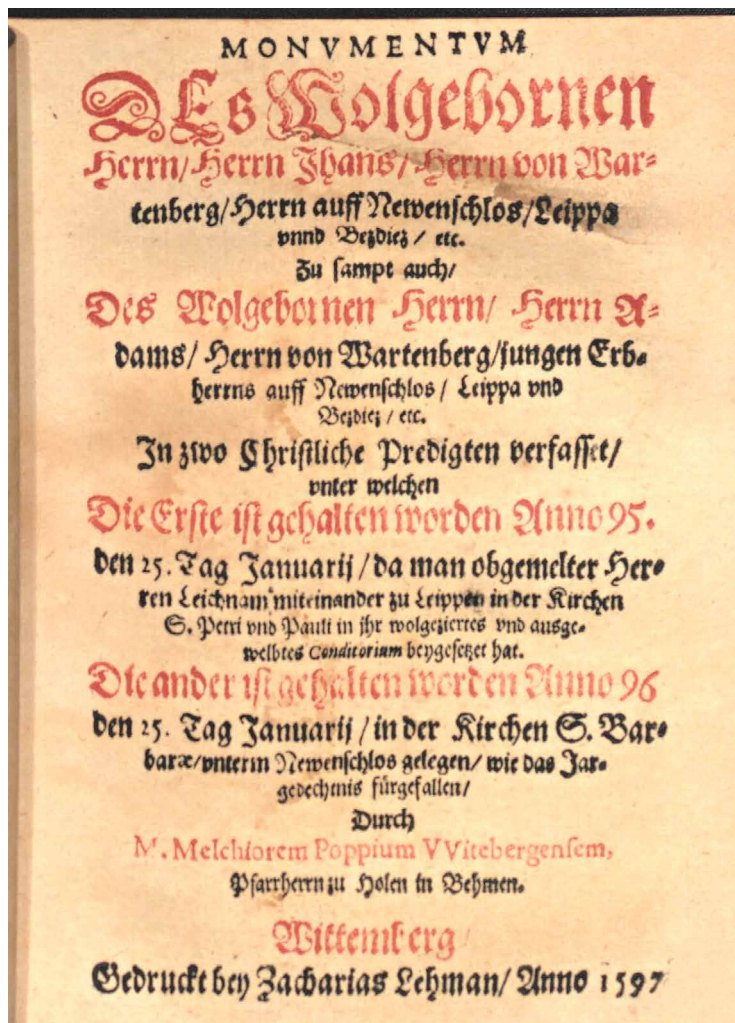 MONVMENTVM
DEs Wolgebornen
Herrn/Herrn Jhans/Herrn von War-
tenberg/Herrn auff Newenschlos/Leippa
vnnd Bezdiez/ etc.
Zu sampt auch/
Des Wolgebornen Herrn/ Herrn A-
dams/ Herrn von Wartenberg/jungen Erb-
herrns auff Newenschlos/ Leippa vnd
Bezdiez/ etc.
In zwo Christliche Predigten verfasset/
vnter welchen
Die Erste ist gehalten worden Anno 95.
den 25. Tag Januarij/da man obgemelter Her-
ren Leichnam miteinander zu Leippen in der Kirchen
S. Petri vnd Pauli in jhr wolgeziertes vnd ausge-
welbtes Conditorium beygesetzet hat.
Die ander ist gehalten worden Anno 96
den 25. Tag Januarij/in der Kirchen S. Bar-
baræ/vnterm Newenschlos gelegen/ wie das Jar-
gedechtnis fürgefallen/
Durch
M. Melchiorem Poppium VVitebergensem,
Pfarrherrn zu Holen in Behmen.
Wittemberg/
Gedruckt bey Zacharias Lehman/ Anno 1597